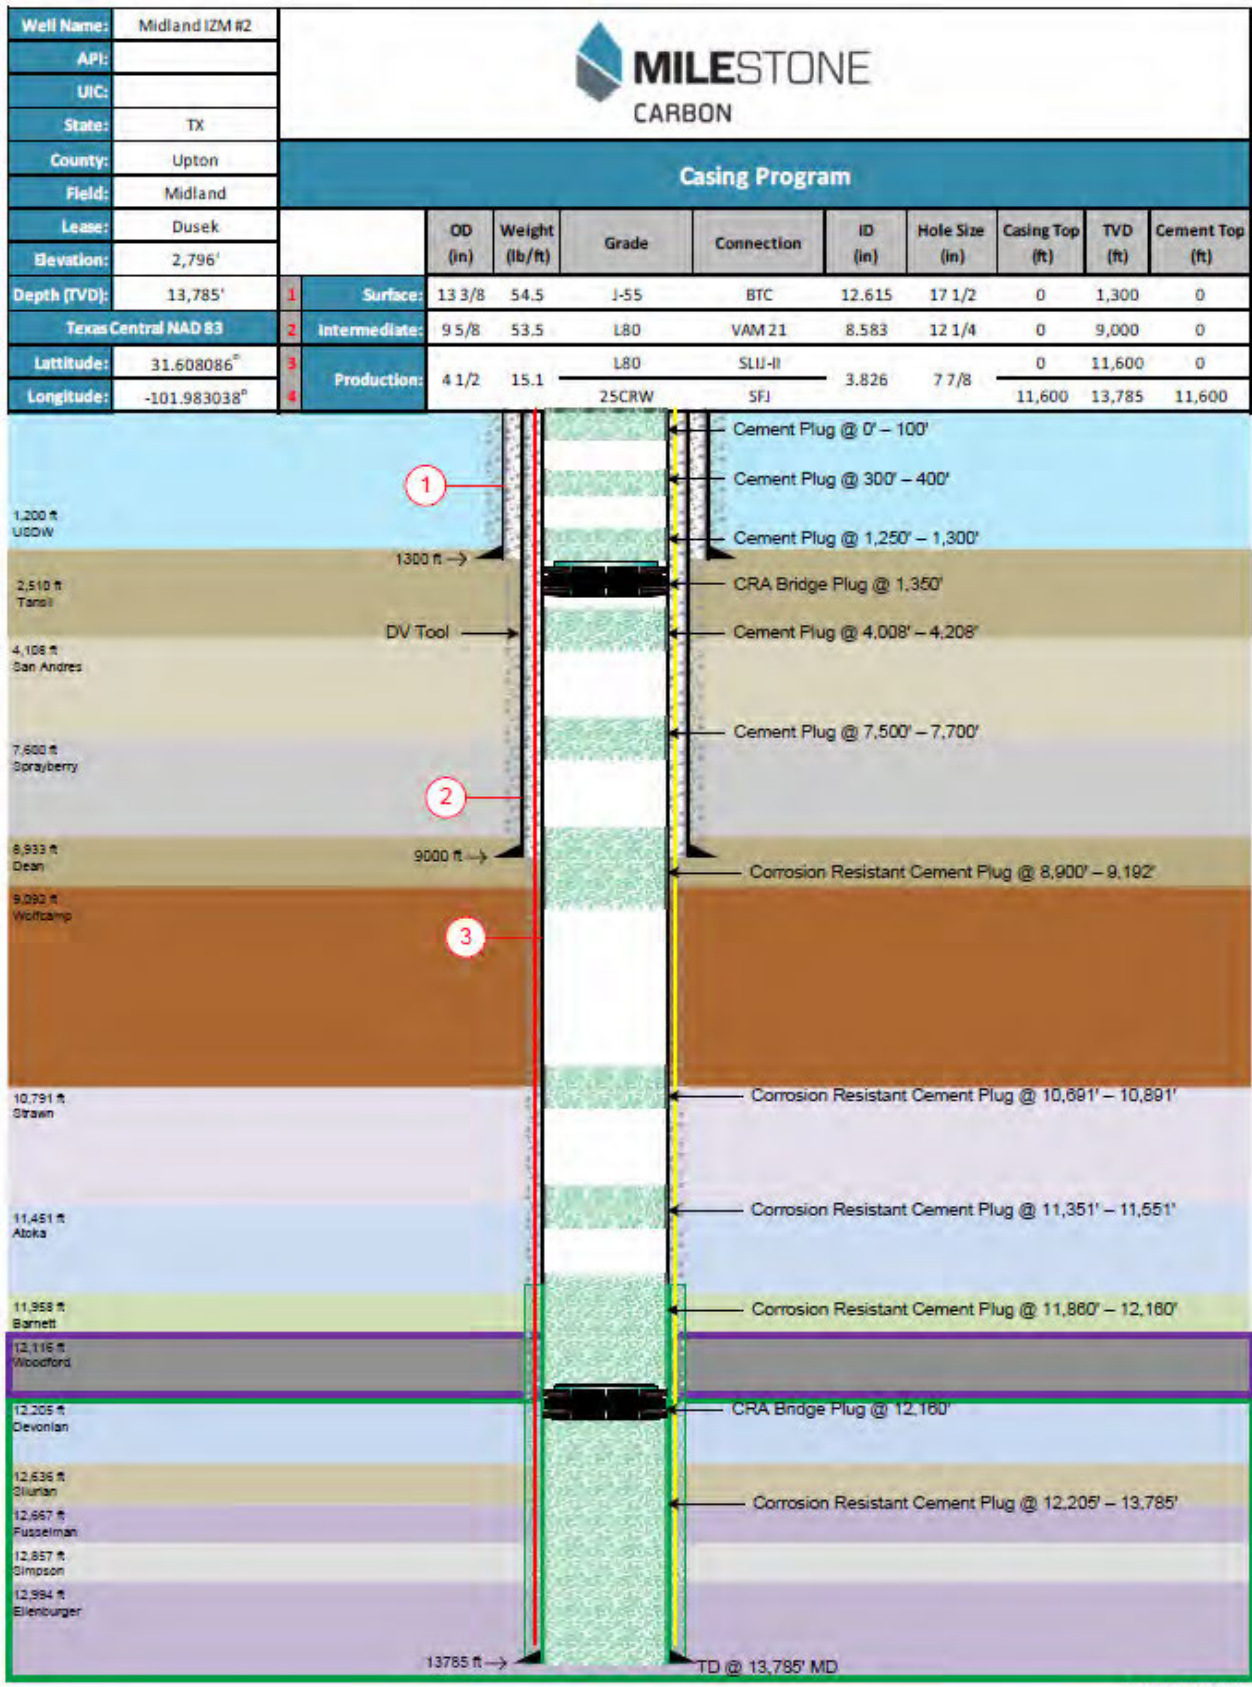 Well Name: Midland IZM #2
API:
UIC:
State: TX
County: Upton
Field: Midland
Lease: Dusek
Elevation: 2,796'
Depth (TVD): 13,785'
Texas Central NAD 83
Lattitude: 31.608086°
Longitude: -101.983038°
MILESTONE
CARBON
Casing Program
OD (in) Weight (lb/ft) Grade Connection ID (in) Hole Size (in) Casing Top (ft) TVD (ft) Cement Top (ft)
1 Surface: 13 3/8 54.5 J-55 BTC 12.615 17 1/2 0 1,300 0
2 Intermediate: 9 5/8 53.5 L80 VAM 21 8.583 12 1/4 0 9,000 0
3 Production: 4 1/2 15.1 L80 SLIJ-II 3.826 7 7/8 0 11,600 0
4 25CRW SFJ 11,600 13,785 11,600
Cement Plug @ 0' – 100'
1
Cement Plug @ 300' – 400'
1,200 ft
USDW
Cement Plug @ 1,250' – 1,300'
1300 ft
2,510 ft
Tansil
CRA Bridge Plug @ 1,350'
DV Tool
Cement Plug @ 4,008' – 4,208'
4,108 ft
San Andres
Cement Plug @ 7,500' – 7,700'
7,600 ft
Sprayberry
2
8,933 ft
Dean
9000 ft
Corrosion Resistant Cement Plug @ 8,900' – 9,192'
9,092 ft
Wolfcamp
3
10,791 ft
Strawn
Corrosion Resistant Cement Plug @ 10,691' – 10,891'
11,451 ft
Atoka
Corrosion Resistant Cement Plug @ 11,351' – 11,551'
11,958 ft
Barnett
Corrosion Resistant Cement Plug @ 11,860' – 12,160'
12,116 ft
Woodford
12,205 ft
Devonian
CRA Bridge Plug @ 12,160'
12,636 ft
Silurian
Corrosion Resistant Cement Plug @ 12,205' – 13,785'
12,667 ft
Fusselman
12,857 ft
Simpson
12,994 ft
Ellenburger
13785 ft
TD @ 13,785' MD